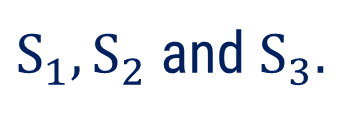 S₁, S₂ and S₃.